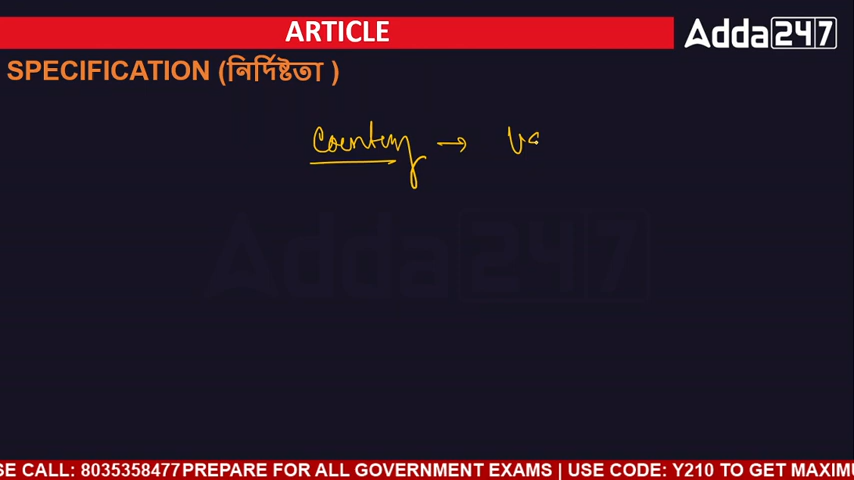 ARTICLE
Adda247
SPECIFICATION (নির্দিষ্টতা )
Country →
Adda247
SE CALL: 8035358477PREPARE FOR ALL GOVERNMENT EXAMS | USE CODE: Y210 TO GET MAXIMU